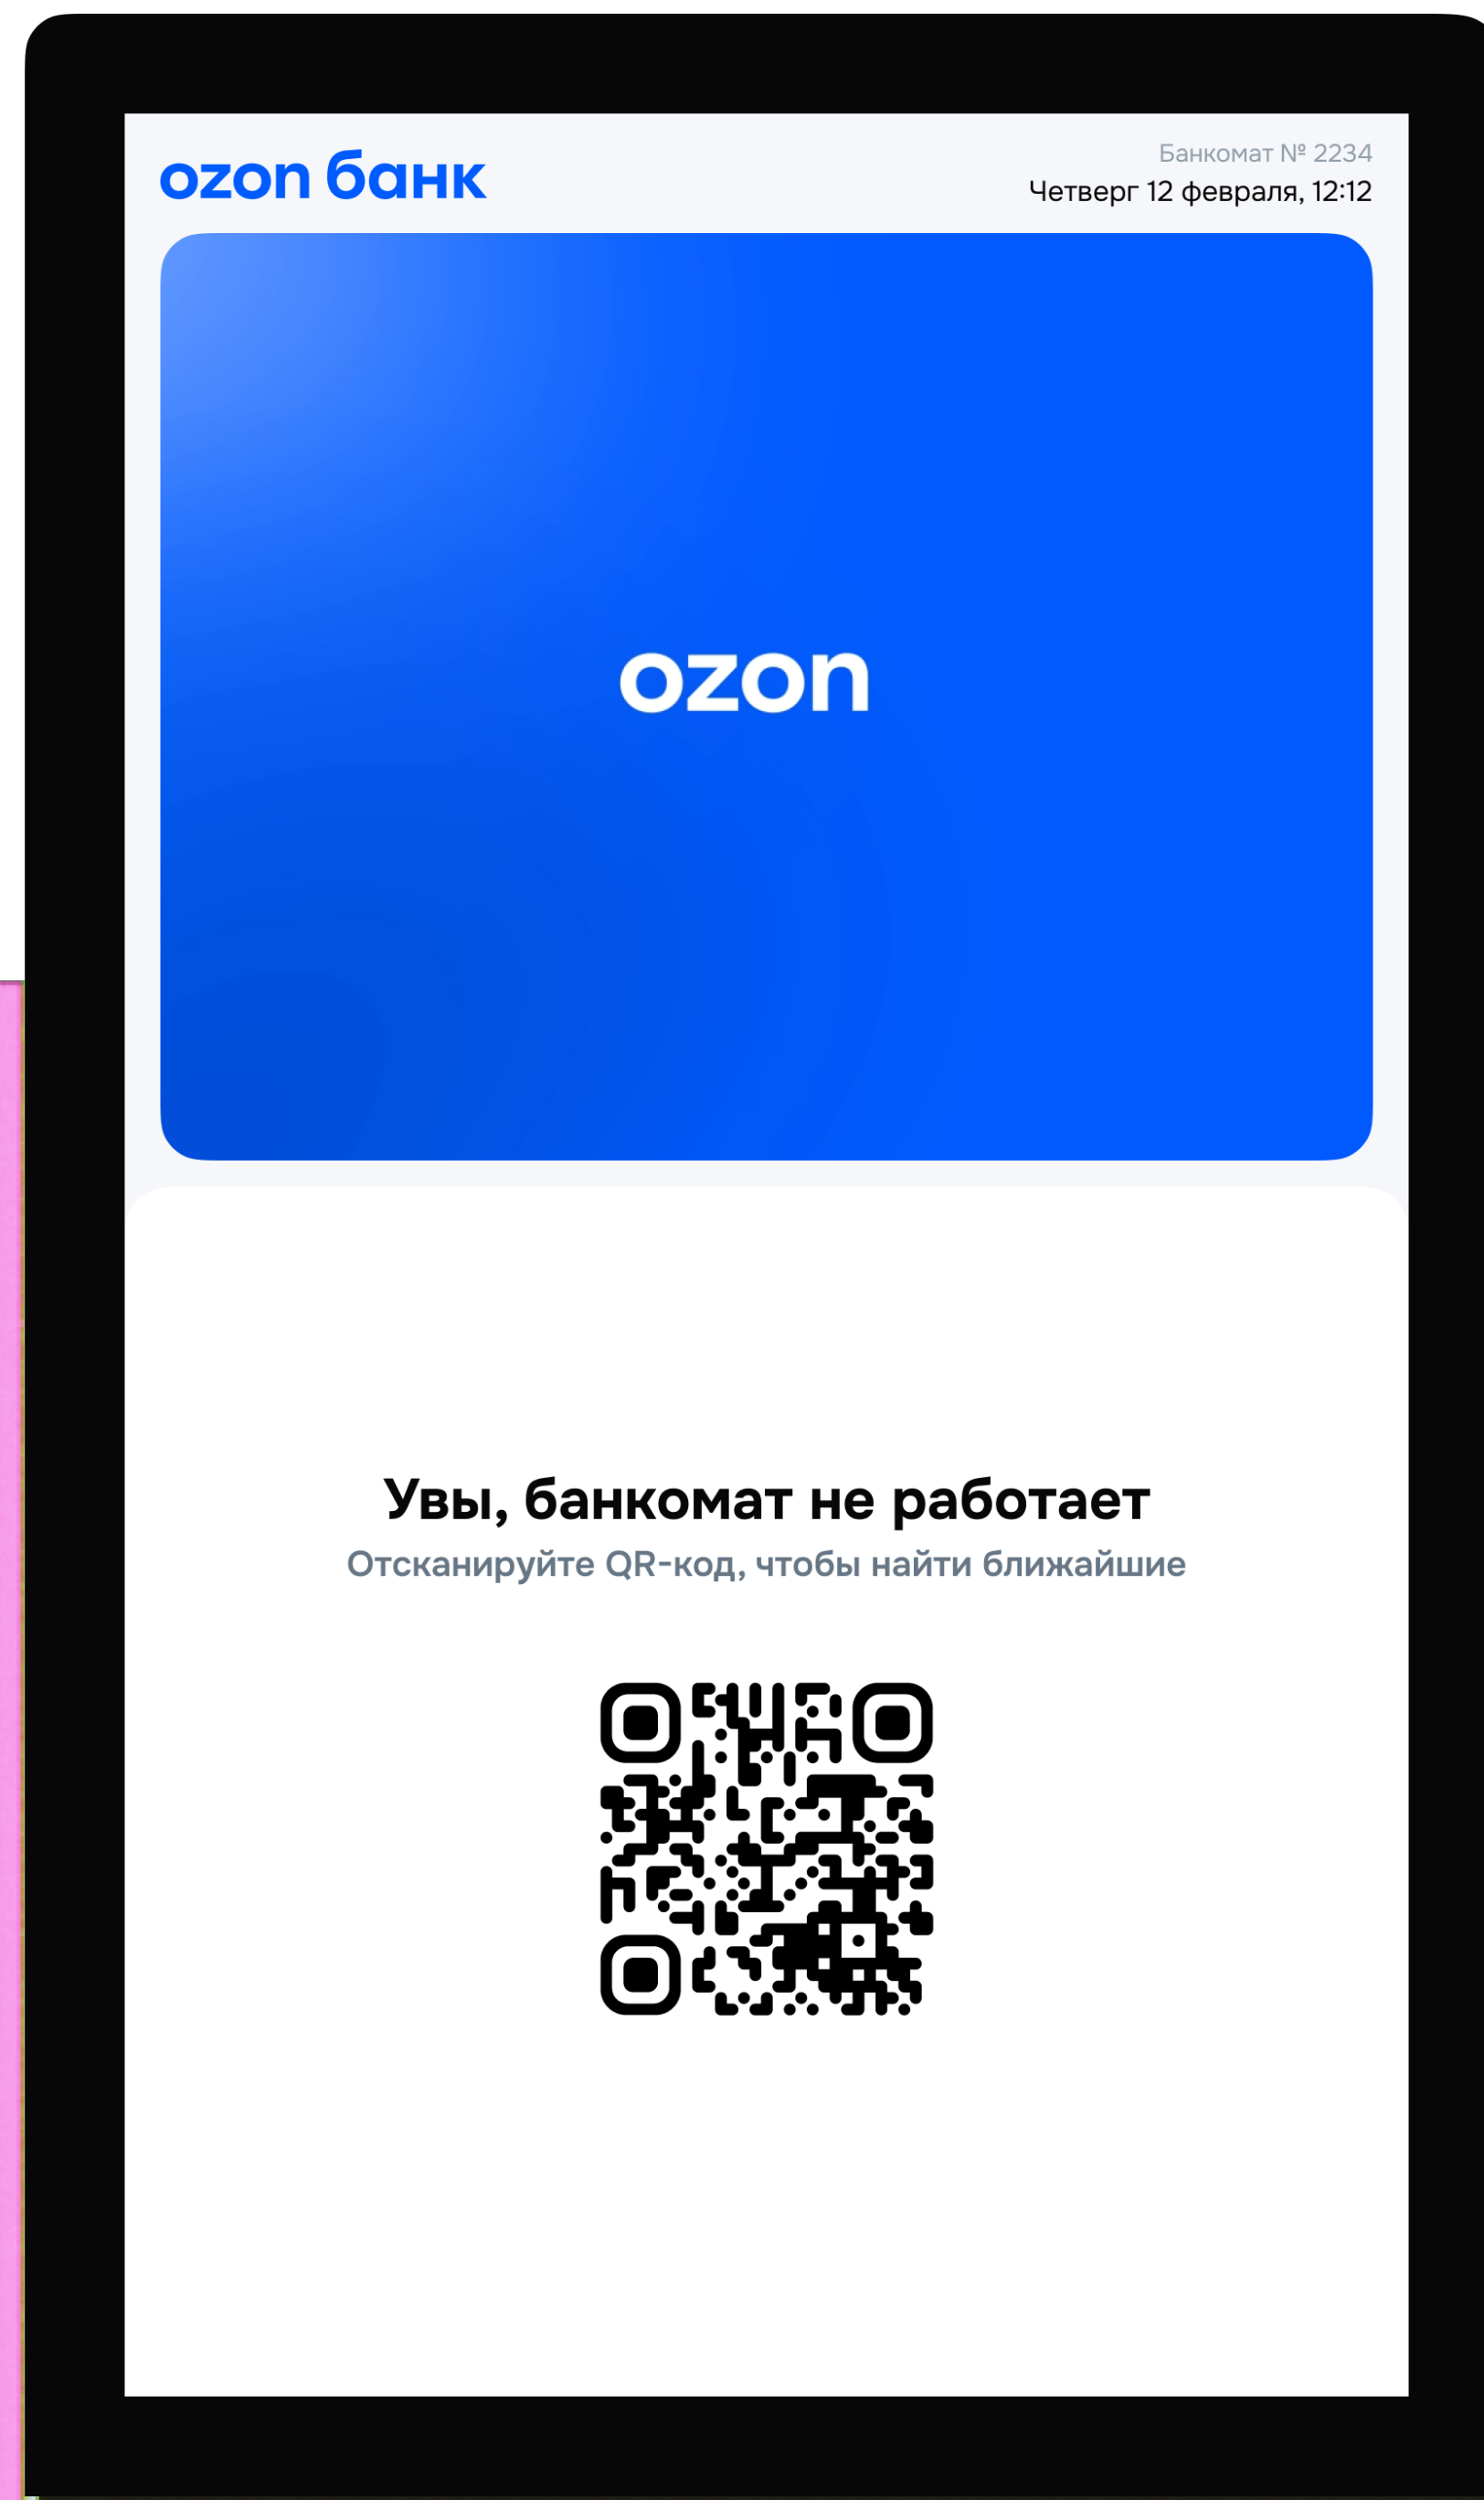 ozon банк
Банкомат № 2234
Четверг 12 февраля, 12:12
ozon
Увы, банкомат не работает
Отсканируйте QR-код, чтобы найти ближайшие